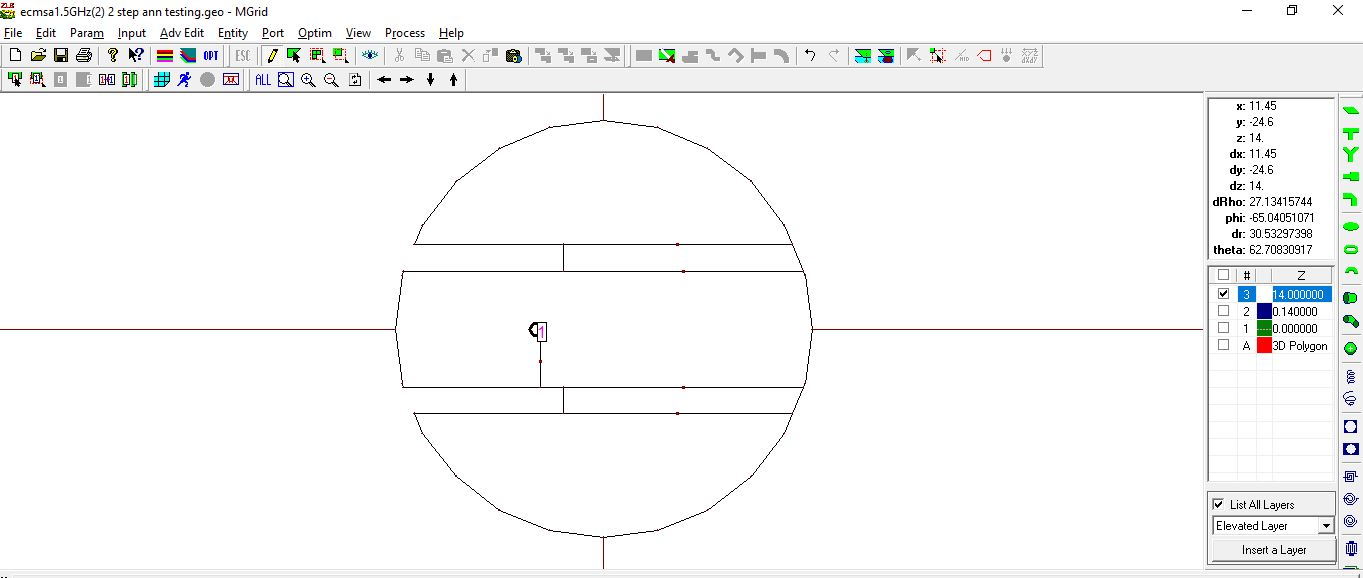 ecmsa1.5GHz(2) 2 step ann testing.geo - MGrid
File Edit Param Input Adv Edit Entity Port Optim View Process Help
ESC
OPT
ALL
x: 11.45
y: -24.6
z: 14.
dx: 11.45
dy: -24.6
dz: 14.
dRho: 27.13415744
phi: -65.04051071
dr: 30.53297398
theta: 62.70830917
# Z
3 14.000000
2 0.140000
1 0.000000
A 3D Polygon
1
List All Layers
Elevated Layer
Insert a Layer